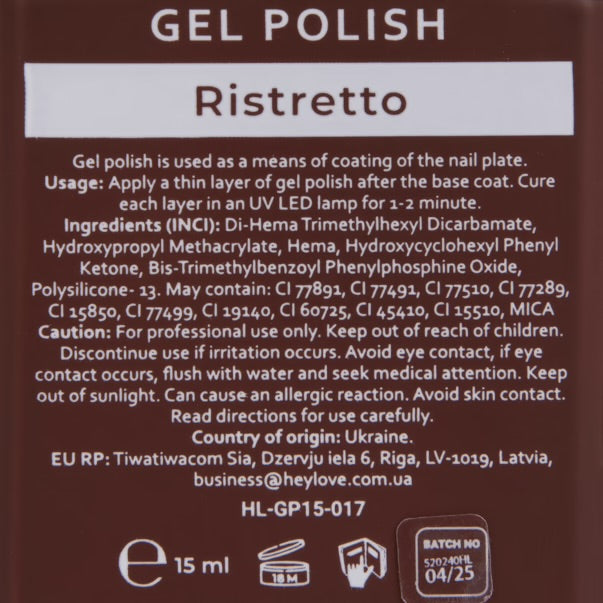 GEL POLISH
Ristretto
Gel polish is used as a means of coating of the nail plate.
Usage: Apply a thin layer of gel polish after the base coat. Cure
each layer in an UV LED lamp for 1-2 minute.
Ingredients (INCI): Di-Hema Trimethylhexyl Dicarbamate,
Hydroxypropyl Methacrylate, Hema, Hydroxycyclohexyl Phenyl
Ketone, Bis-Trimethylbenzoyl Phenylphosphine Oxide,
Polysilicone- 13. May contain: CI 77891, CI 77491, CI 77510, CI 77289,
CI 15850, CI 77499, CI 19140, CI 60725, CI 45410, CI 15510, MICA
Caution: For professional use only. Keep out of reach of children.
Discontinue use if irritation occurs. Avoid eye contact, if eye
contact occurs, flush with water and seek medical attention. Keep
out of sunlight. Can cause an allergic reaction. Avoid skin contact.
Read directions for use carefully.
Country of origin: Ukraine.
EU RP: Tiwatiwacom Sia, Dzervju iela 6, Riga, LV-1019, Latvia,
business@heylove.com.ua
HL-GP15-017
e 15 ml
18 M
BATCH NO
520240HL
04/25